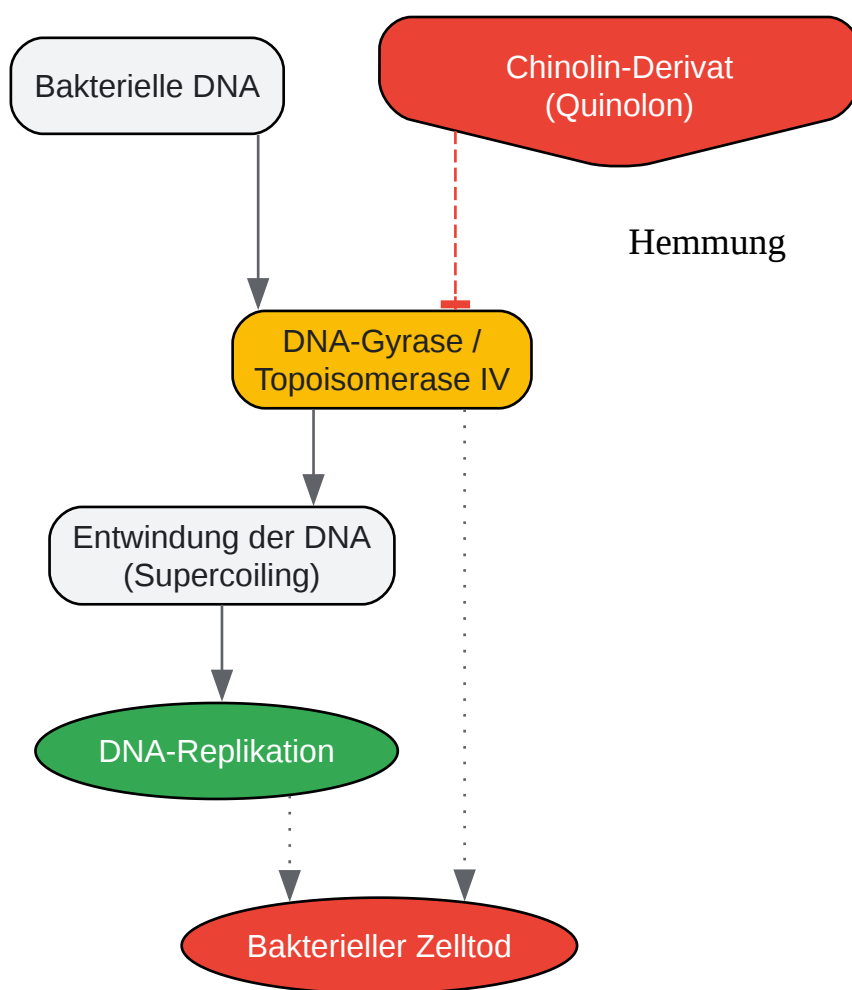 Bakterielle DNA
Chinolin-Derivat
(Quinolon)
Hemmung
DNA-Gyrase /
Topoisomerase IV
Entwindung der DNA
(Supercoiling)
DNA-Replikation
Bakterieller Zelltod